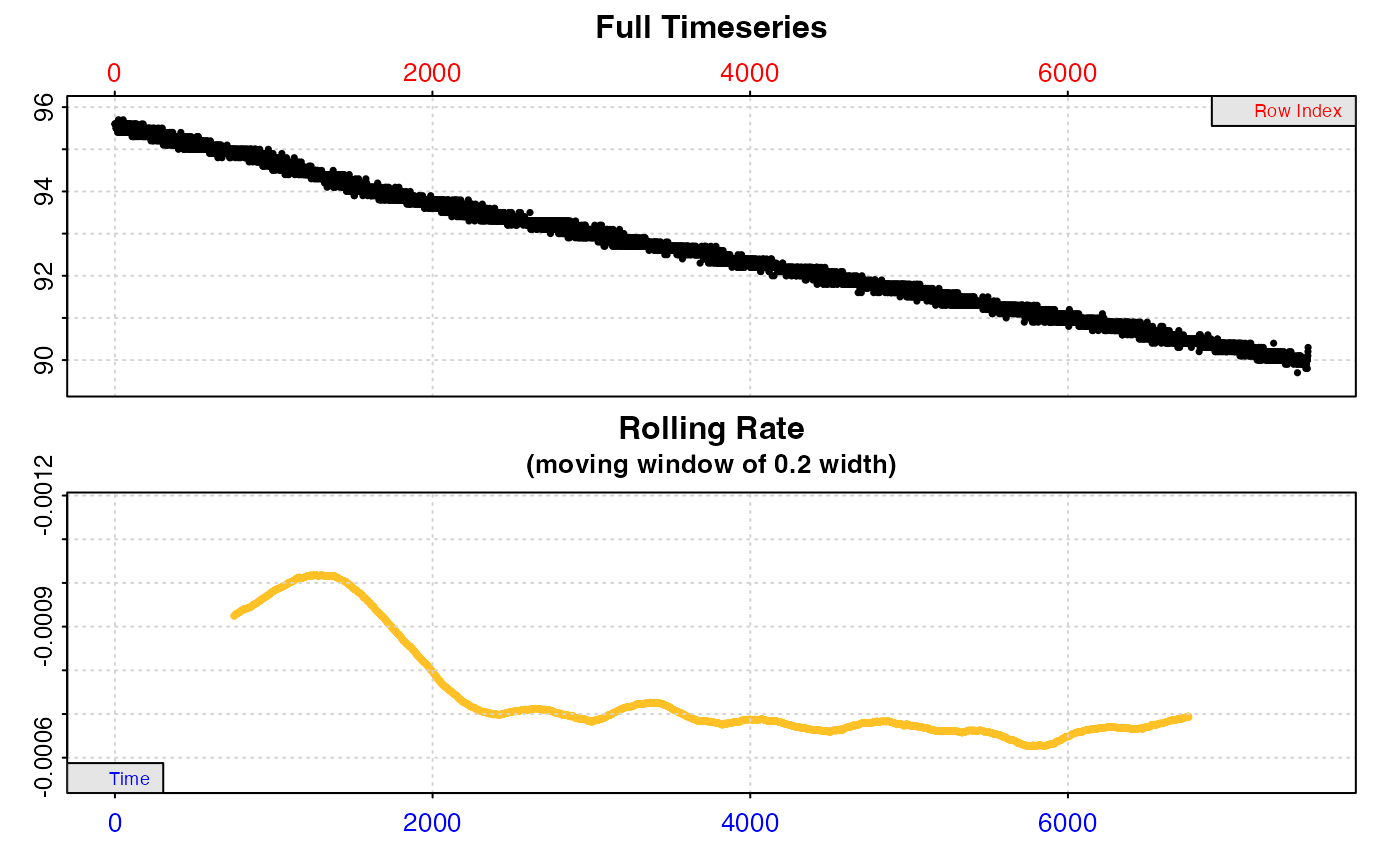 Full Timeseries
0 2000 4000 6000
Row Index
96
94
92
90
Rolling Rate
(moving window of 0.2 width)
-0.0012
-0.0009
-0.0006
Time
0 2000 4000 6000